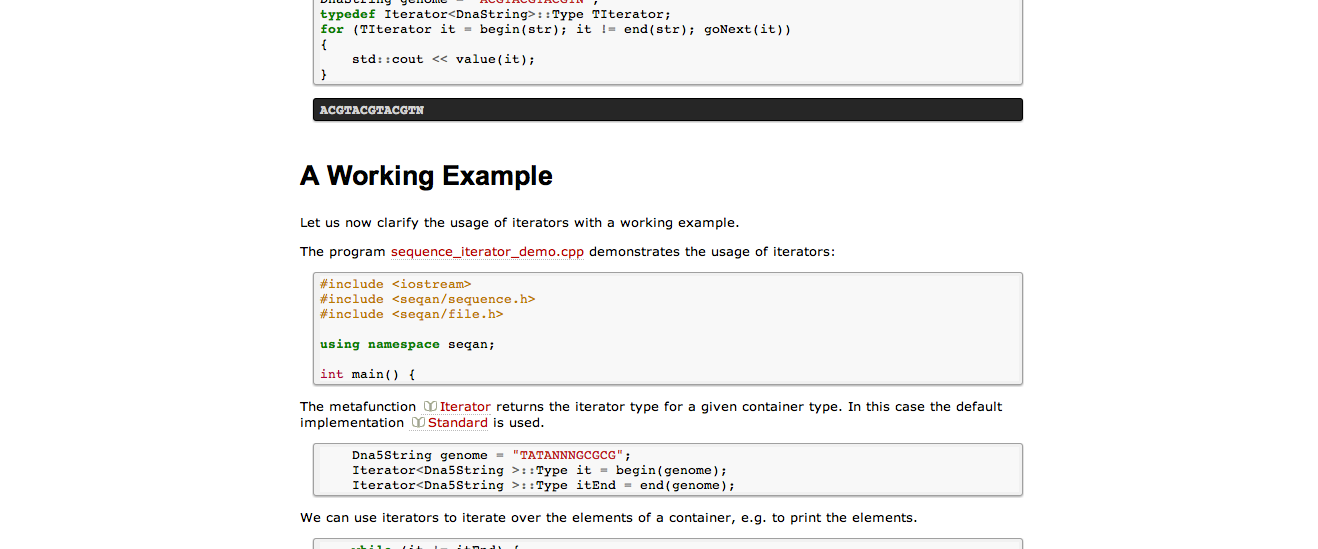 DnaString genome = "ACGTACGTACGTN";
typedef Iterator<DnaString>::Type TIterator;
for (TIterator it = begin(str); it != end(str); goNext(it))
{
    std::cout << value(it);
}
ACGTACGTACGTN
A Working Example
Let us now clarify the usage of iterators with a working example.
The program sequence_iterator_demo.cpp demonstrates the usage of iterators:
#include <iostream>
#include <seqan/sequence.h>
#include <seqan/file.h>
using namespace seqan;
int main() {
The metafunction Iterator returns the iterator type for a given container type. In this case the default
implementation Standard is used.
    Dna5String genome = "TATANNNGCGCG";
    Iterator<Dna5String >::Type it = begin(genome);
    Iterator<Dna5String >::Type itEnd = end(genome);
We can use iterators to iterate over the elements of a container, e.g. to print the elements.
    while (it != itEnd) {